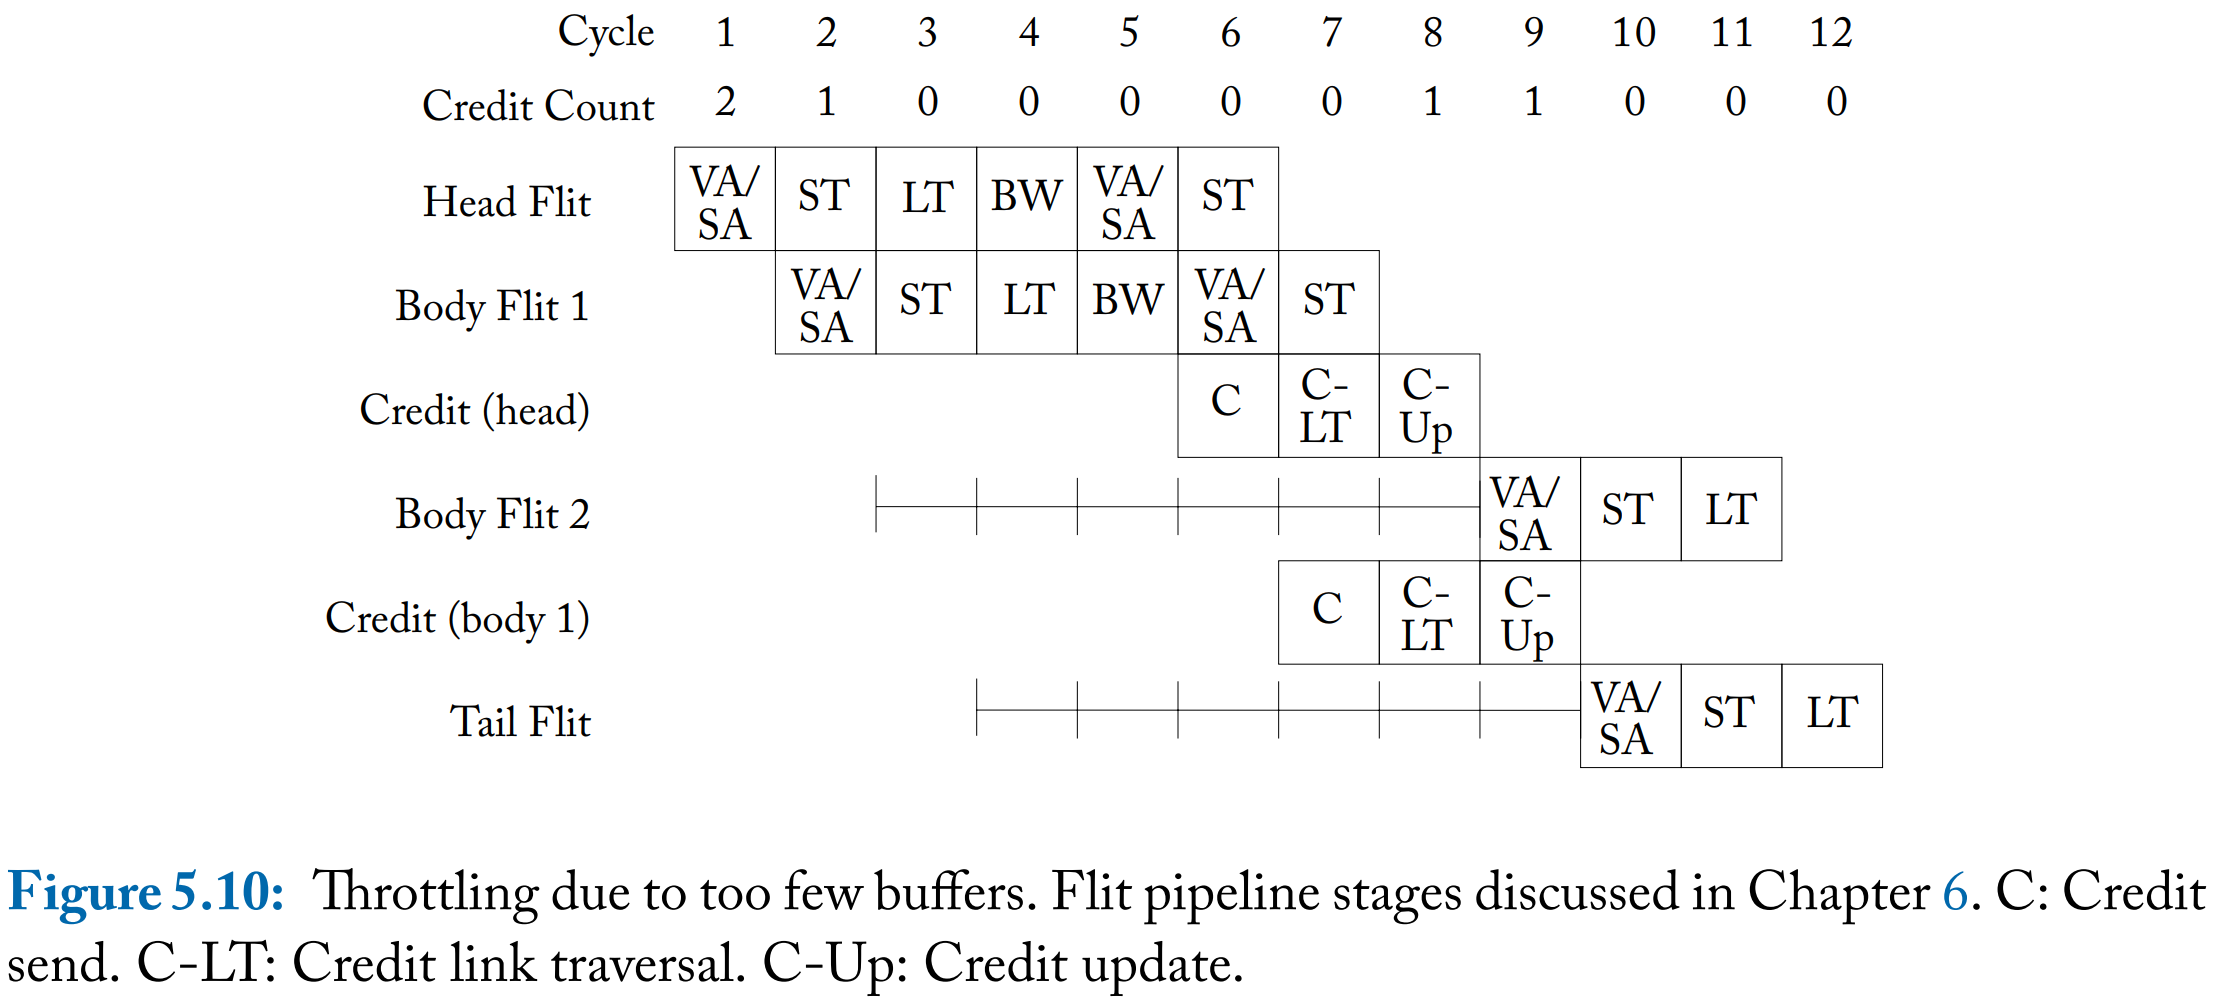 Cycle 1 2 3 4 5 6 7 8 9 10 11 12
Credit Count 2 1 0 0 0 0 0 1 1 0 0 0
Head Flit VA/SA ST LT BW VA/SA ST
Body Flit 1 VA/SA ST LT BW VA/SA ST
Credit (head) C C-LT C-Up
Body Flit 2 VA/SA ST LT
Credit (body 1) C C-LT C-Up
Tail Flit VA/SA ST LT
Figure 5.10: Throttling due to too few buffers. Flit pipeline stages discussed in Chapter 6. C: Credit
send. C-LT: Credit link traversal. C-Up: Credit update.